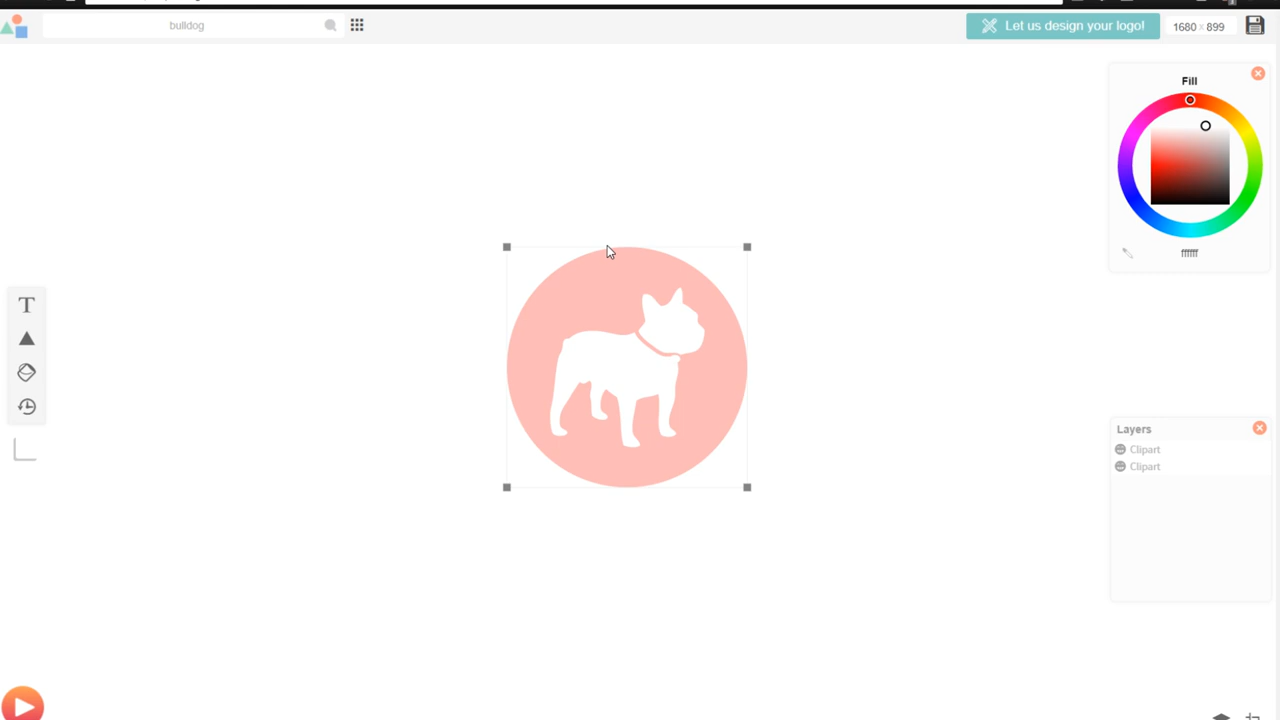 bulldog
Let us design your logo!
1680 x 899
Fill
ffffff
T
Layers
Clipart
Clipart